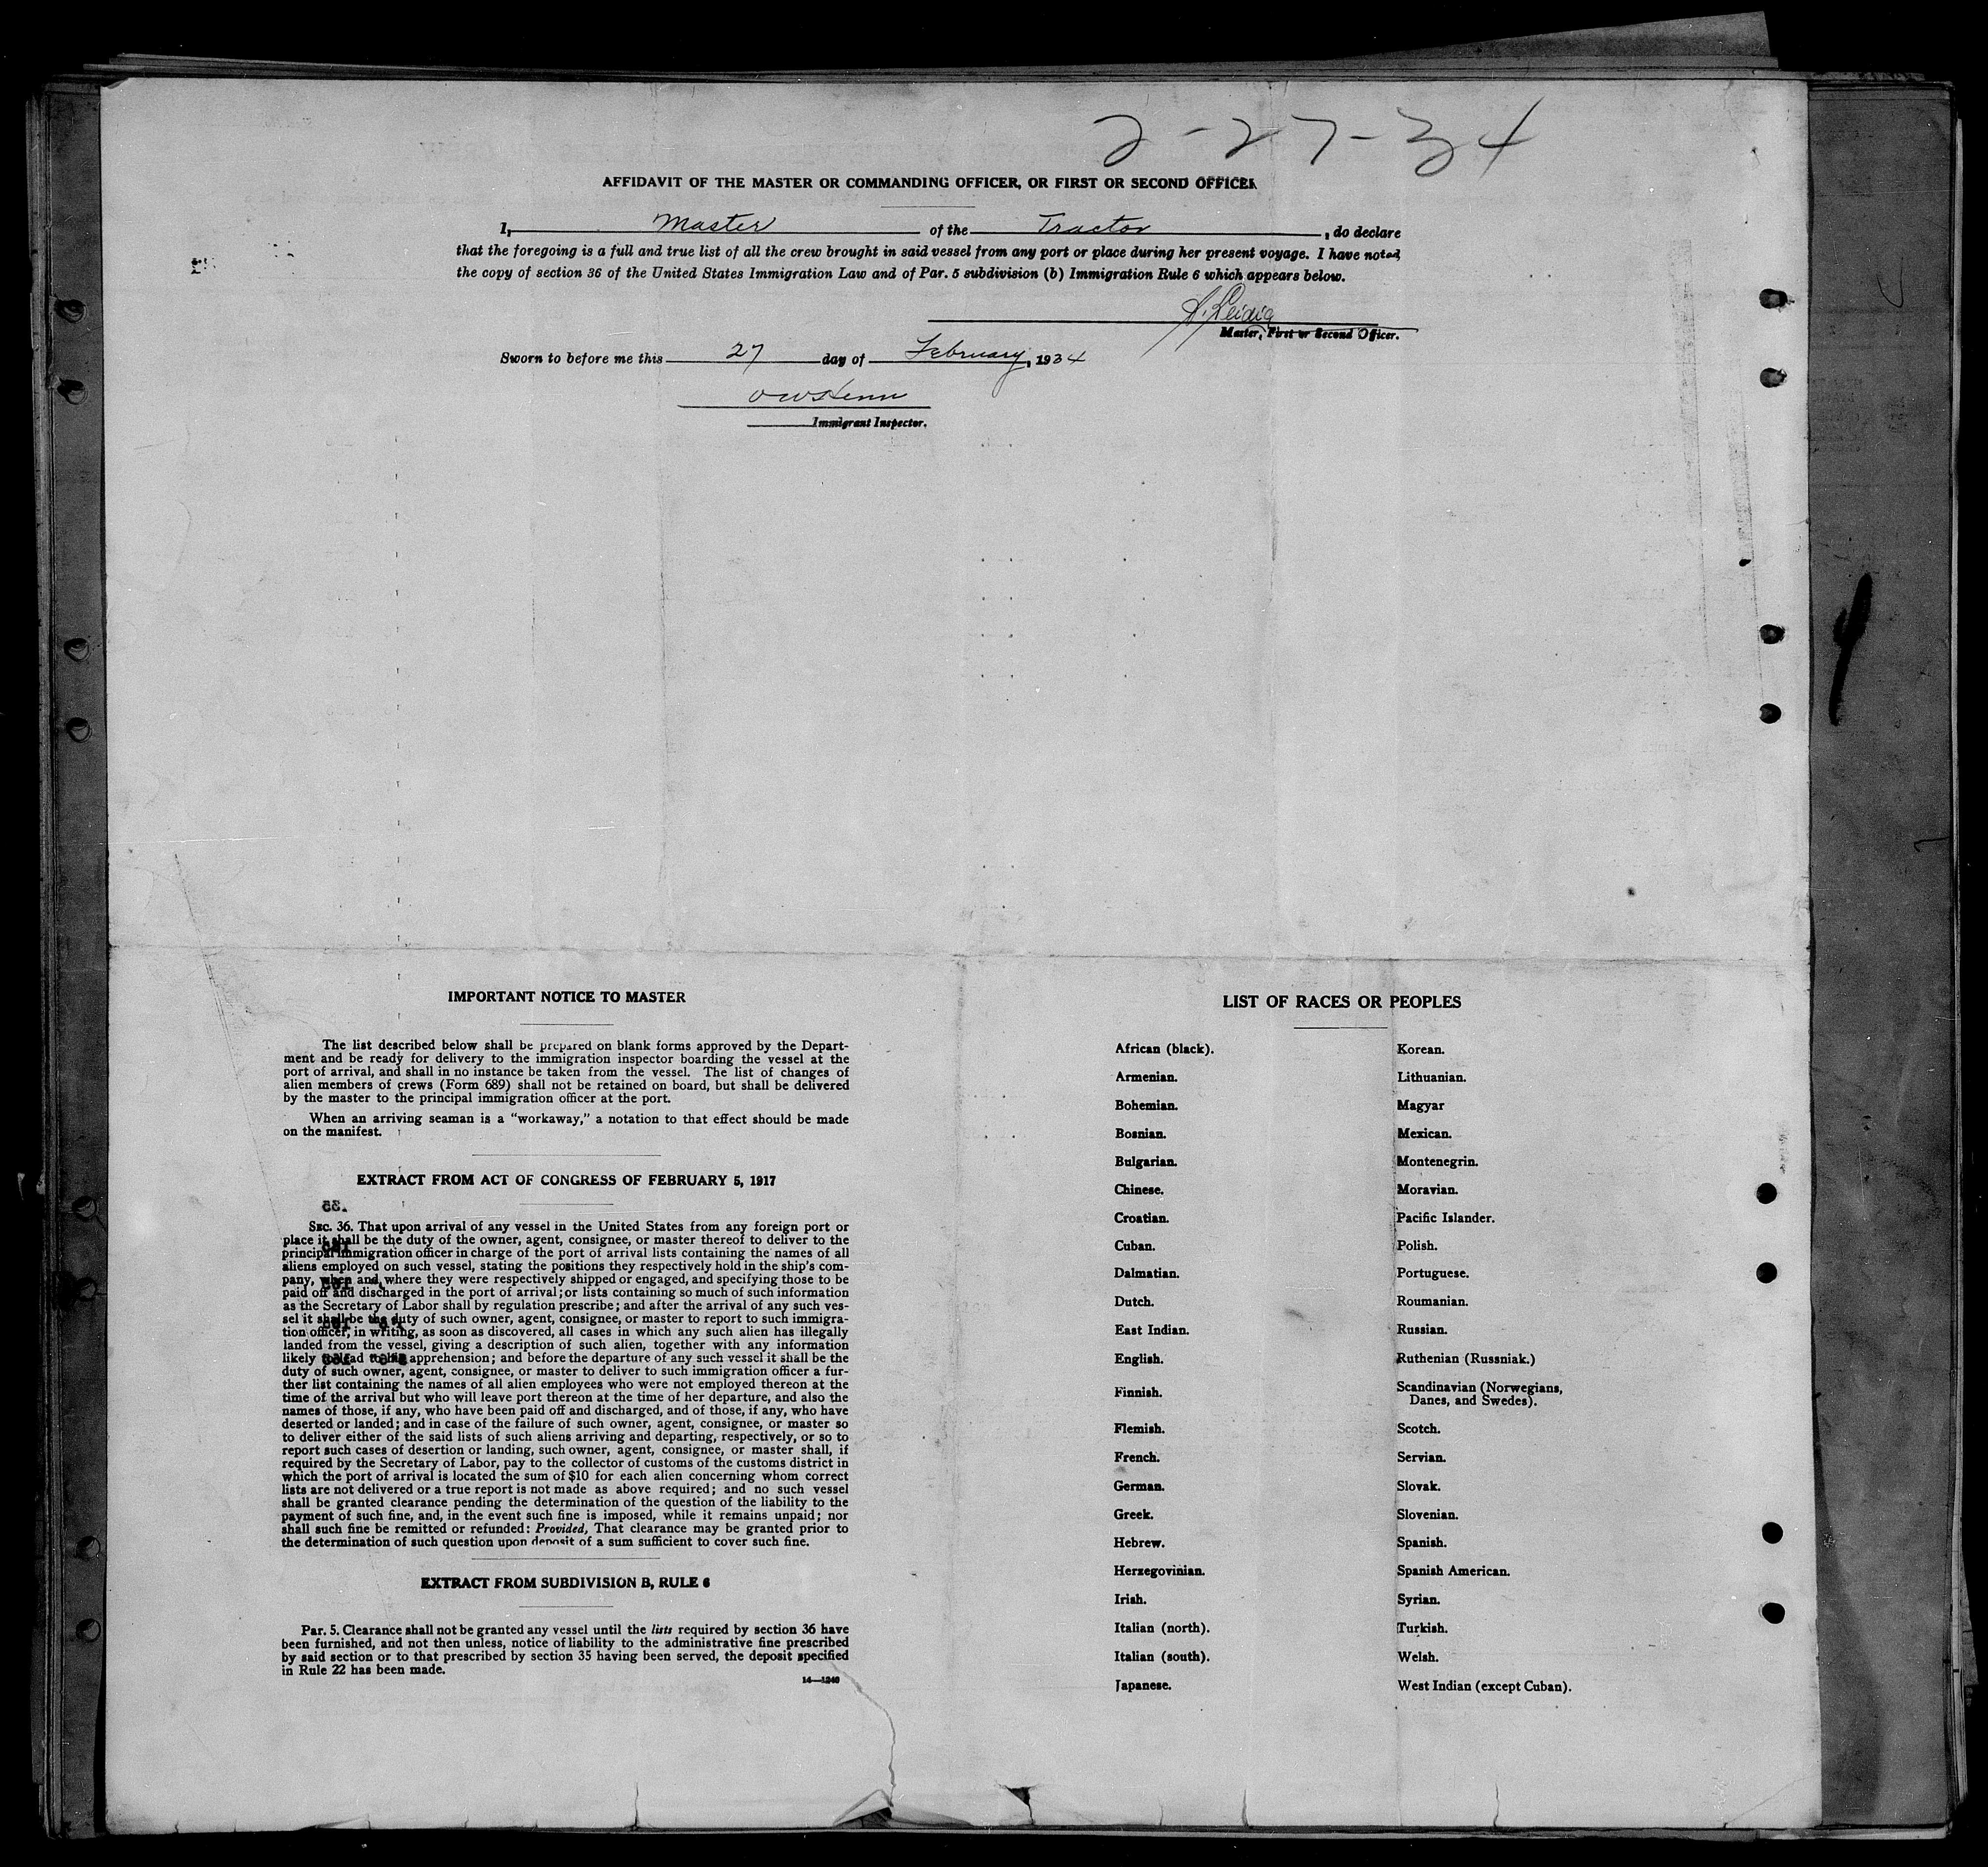 2-27-34
AFFIDAVIT OF THE MASTER OR COMMANDING OFFICER, OR FIRST OR SECOND OFFICER
I, Master of the Tractor, do declare
that the foregoing is a full and true list of all the crew brought in said vessel from any port or place during her present voyage. I have noted
the copy of section 36 of the United States Immigration Law and of Par. 5 subdivision (b) Immigration Rule 6 which appears below.
Master, First or Second Officer.
Sworn to before me this 27 day of February, 1934
Immigrant Inspector.
IMPORTANT NOTICE TO MASTER
The list described below shall be prepared on blank forms approved by the Depart-
ment and be ready for delivery to the immigration inspector boarding the vessel at the
port of arrival, and shall in no instance be taken from the vessel. The list of changes of
alien members of crews (Form 689) shall not be retained on board, but shall be delivered
by the master to the principal immigration officer at the port.
When an arriving seaman is a "workaway," a notation to that effect should be made
on the manifest.
EXTRACT FROM ACT OF CONGRESS OF FEBRUARY 5, 1917
SEC. 36. That upon arrival of any vessel in the United States from any foreign port or
place it shall be the duty of the owner, agent, consignee, or master thereof to deliver to the
principal immigration officer in charge of the port of arrival lists containing the names of all
aliens employed on such vessel, stating the positions they respectively hold in the ship's com-
pany, when and where they were respectively shipped or engaged, and specifying those to be
paid off and discharged in the port of arrival; or lists containing so much of such information
as the Secretary of Labor shall by regulation prescribe; and after the arrival of any such ves-
sel it shall be the duty of such owner, agent, consignee, or master to report to such immigra-
tion officer, in writing, as soon as discovered, all cases in which any such alien has illegally
landed from the vessel, giving a description of such alien, together with any information
likely to lead to his apprehension; and before the departure of any such vessel it shall be the
duty of such owner, agent, consignee, or master to deliver to such immigration officer a fur-
ther list containing the names of all alien employees who were not employed thereon at the
time of the arrival but who will leave port thereon at the time of her departure, and also the
names of those, if any, who have been paid off and discharged, and of those, if any, who have
deserted or landed; and in case of the failure of such owner, agent, consignee, or master so
to deliver either of the said lists of such aliens arriving and departing, respectively, or so to
report such cases of desertion or landing, such owner, agent, consignee, or master shall, if
required by the Secretary of Labor, pay to the collector of customs of the customs district in
which the port of arrival is located the sum of $10 for each alien concerning whom correct
lists are not delivered or a true report is not made as above required; and no such vessel
shall be granted clearance pending the determination of the question of the liability to the
payment of such fine, and, in the event such fine is imposed, while it remains unpaid; nor
shall such fine be remitted or refunded: Provided, That clearance may be granted prior to
the determination of such question upon deposit of a sum sufficient to cover such fine.
EXTRACT FROM SUBDIVISION B, RULE 6
Par. 5. Clearance shall not be granted any vessel until the lists required by section 36 have
been furnished, and not then unless, notice of liability to the administrative fine prescribed
by said section or to that prescribed by section 35 having been served, the deposit specified
in Rule 22 has been made.
14—1240
LIST OF RACES OR PEOPLES
African (black).
Armenian.
Bohemian.
Bosnian.
Bulgarian.
Chinese.
Croatian.
Cuban.
Dalmatian.
Dutch.
East Indian.
English.
Finnish.
Flemish.
French.
German.
Greek.
Hebrew.
Herzegovinian.
Irish.
Italian (north).
Italian (south).
Japanese.
Korean.
Lithuanian.
Magyar
Mexican.
Montenegrin.
Moravian.
Pacific Islander.
Polish.
Portuguese.
Roumanian.
Russian.
Ruthenian (Russniak.)
Scandinavian (Norwegians,
Danes, and Swedes).
Scotch.
Servian.
Slovak.
Slovenian.
Spanish.
Spanish American.
Syrian.
Turkish.
Welsh.
West Indian (except Cuban).